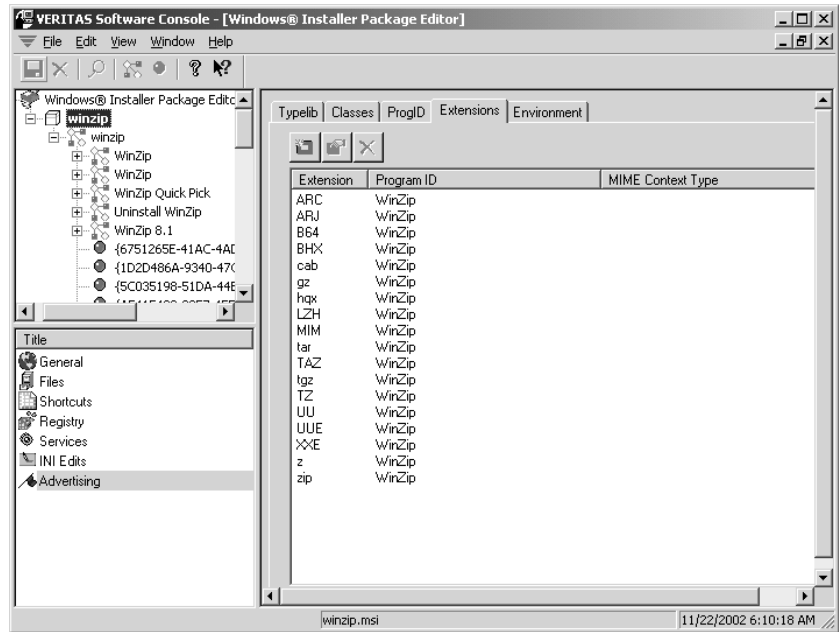 VERITAS Software Console - [Windows® Installer Package Editor]
File Edit View Window Help
Windows® Installer Package Editc
winzip
winzip
WinZip
WinZip
WinZip Quick Pick
Uninstall WinZip
WinZip 8.1
{6751265E-41AC-4AD
{1D2D486A-9340-47C
{5C035198-51DA-44E
Title
General
Files
Shortcuts
Registry
Services
INI Edits
Advertising
Typelib Classes ProgID Extensions Environment
Extension Program ID MIME Context Type
ARC WinZip
ARJ WinZip
B64 WinZip
BHX WinZip
cab WinZip
gz WinZip
hqx WinZip
LZH WinZip
MIM WinZip
tar WinZip
TAZ WinZip
tgz WinZip
TZ WinZip
UU WinZip
UUE WinZip
XXE WinZip
z WinZip
zip WinZip
winzip.msi 11/22/2002 6:10:18 AM